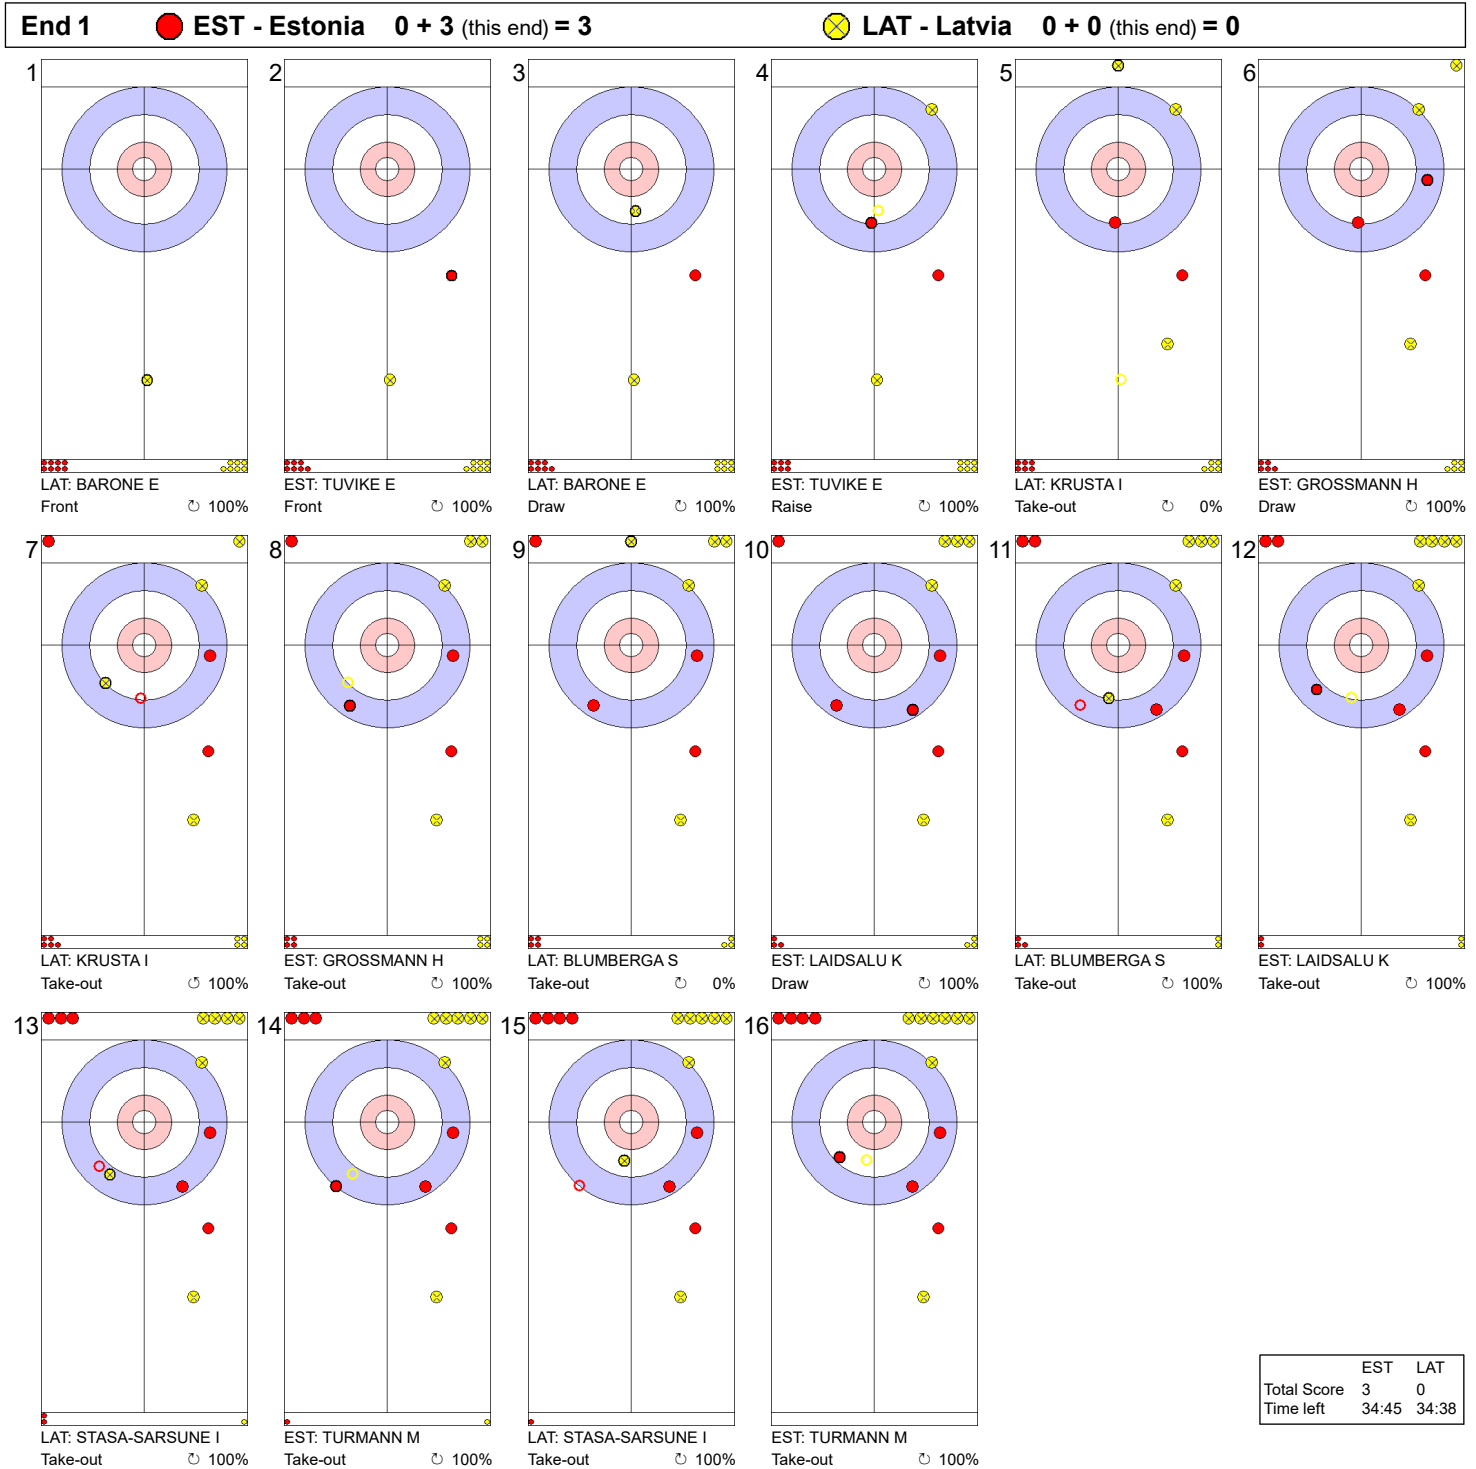 End 1 EST - Estonia 0 + 3 (this end) = 3 LAT - Latvia 0 + 0 (this end) = 0
1 2 3 4 5 6
LAT: BARONE E EST: TUVIKE E LAT: BARONE E EST: TUVIKE E LAT: KRUSTA I EST: GROSSMANN H
Front ↻ 100% Front ↻ 100% Draw ↻ 100% Raise ↻ 100% Take-out ↻ 0% Draw ↻ 100%
7 8 9 10 11 12
LAT: KRUSTA I EST: GROSSMANN H LAT: BLUMBERGA S EST: LAIDSALU K LAT: BLUMBERGA S EST: LAIDSALU K
Take-out ↻ 100% Take-out ↻ 100% Take-out ↻ 0% Draw ↻ 100% Take-out ↻ 100% Take-out ↻ 100%
13 14 15 16
LAT: STASA-SARSUNE I EST: TURMANN M LAT: STASA-SARSUNE I EST: TURMANN M
Take-out ↻ 100% Take-out ↻ 100% Take-out ↻ 100% Take-out ↻ 100%
EST LAT
Total Score 3 0
Time left 34:45 34:38